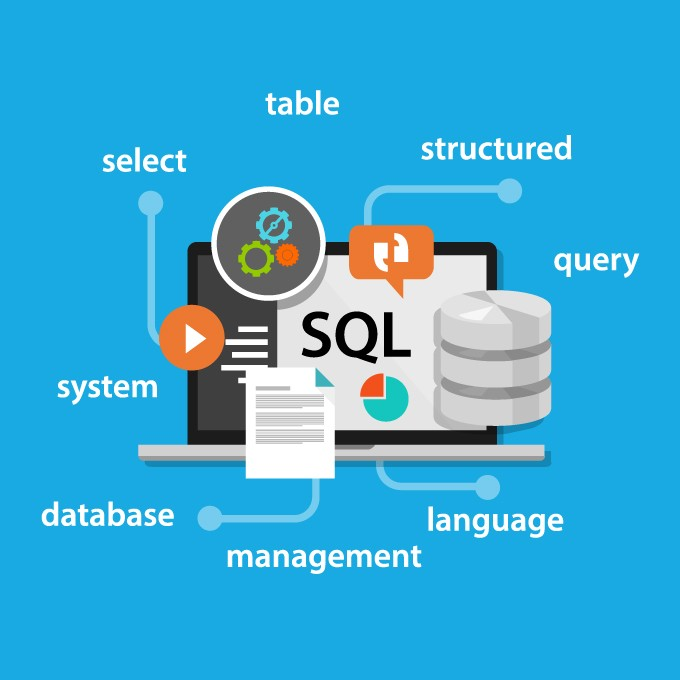 table
structured
select
query
SQL
system
database
language
management